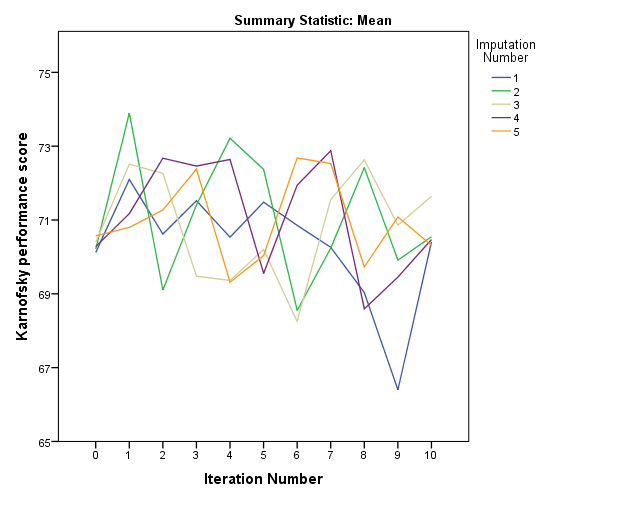 Summary Statistic: Mean
Imputation
Number
1
2
3
4
5
Karnofsky performance score
75
73
71
69
67
65
0 1 2 3 4 5 6 7 8 9 10
Iteration Number